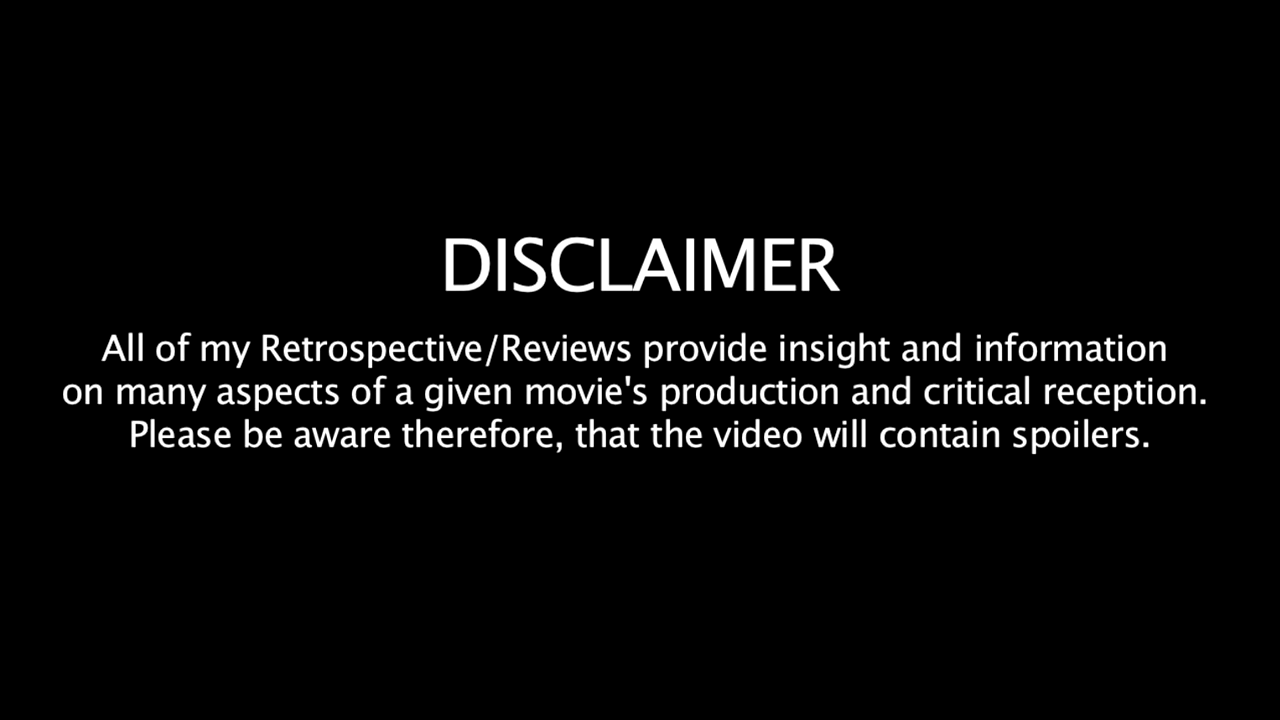 DISCLAIMER
All of my Retrospective/Reviews provide insight and information
on many aspects of a given movie's production and critical reception.
Please be aware therefore, that the video will contain spoilers.